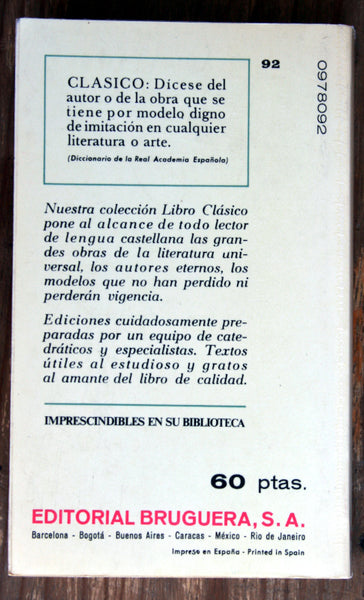 92
0978092
CLASICO: Dícese del
autor o de la obra que se
tiene por modelo digno
de imitación en cualquier
literatura o arte.
(Diccionario de la Real Academia Española)
Nuestra colección Libro Clásico
pone al alcance de todo lector
de lengua castellana las gran-
des obras de la literatura uni-
versal, los autores eternos, los
modelos que no han perdido ni
perderán vigencia.
Ediciones cuidadosamente pre-
paradas por un equipo de cate-
dráticos y especialistas. Textos
útiles al estudioso y gratos
al amante del libro de calidad.
IMPRESCINDIBLES EN SU BIBLIOTECA
60 ptas.
EDITORIAL BRUGUERA, S. A.
Barcelona - Bogotá - Buenos Aires - Caracas - México - Rio de Janeiro
Impreso en España - Printed in Spain